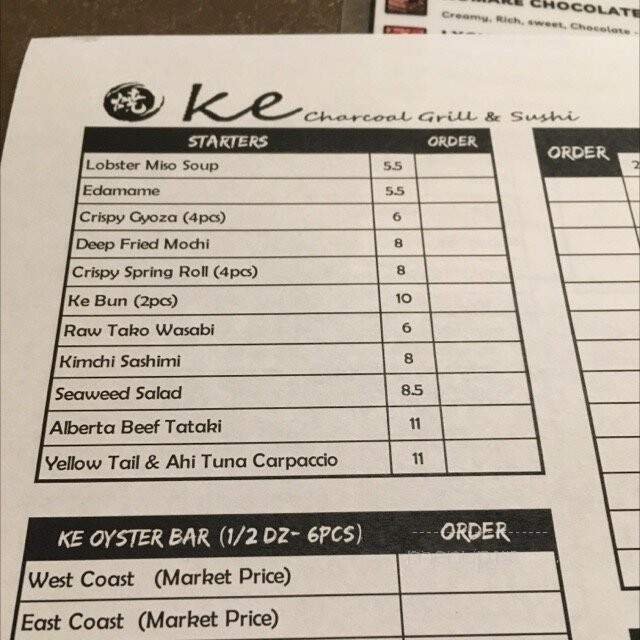 OMAKE CHOCOLATE
Creamy, Rich, sweet, Chocolate
Ke Charcoal Grill & Sushi
STARTERS ORDER
Lobster Miso Soup 5.5
Edamame 5.5
Crispy Gyoza (4pcs) 6
Deep Fried Mochi 8
Crispy Spring Roll (4pcs) 8
Ke Bun (2pcs) 10
Raw Tako Wasabi 6
Kimchi Sashimi 8
Seaweed Salad 8.5
Alberta Beef Tataki 11
Yellow Tail & Ahi Tuna Carpaccio 11
ORDER
2
KE OYSTER BAR (1/2 DZ- 6PCS) ORDER
West Coast (Market Price)
East Coast (Market Price)